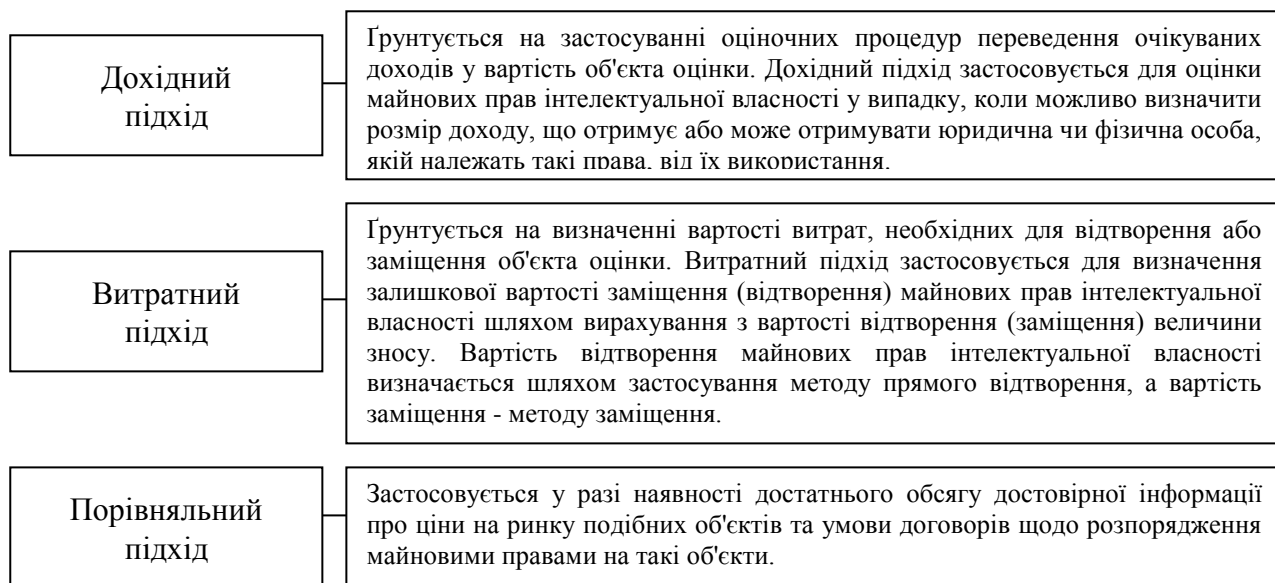 Дохідний
підхід
Ґрунтується на застосуванні оціночних процедур переведення очікуваних
доходів у вартість об'єкта оцінки. Дохідний підхід застосовується для оцінки
майнових прав інтелектуальної власності у випадку, коли можливо визначити
розмір доходу, що отримує або може отримувати юридична чи фізична особа,
якій належать такі права, від їх використання.
Витратний
підхід
Ґрунтується на визначенні вартості витрат, необхідних для відтворення або
заміщення об'єкта оцінки. Витратний підхід застосовується для визначення
залишкової вартості заміщення (відтворення) майнових прав інтелектуальної
власності шляхом вирахування з вартості відтворення (заміщення) величини
зносу. Вартість відтворення майнових прав інтелектуальної власності
визначається шляхом застосування методу прямого відтворення, а вартість
заміщення - методу заміщення.
Порівняльний
підхід
Застосовується у разі наявності достатнього обсягу достовірної інформації
про ціни на ринку подібних об'єктів та умови договорів щодо розпорядження
майновими правами на такі об'єкти.